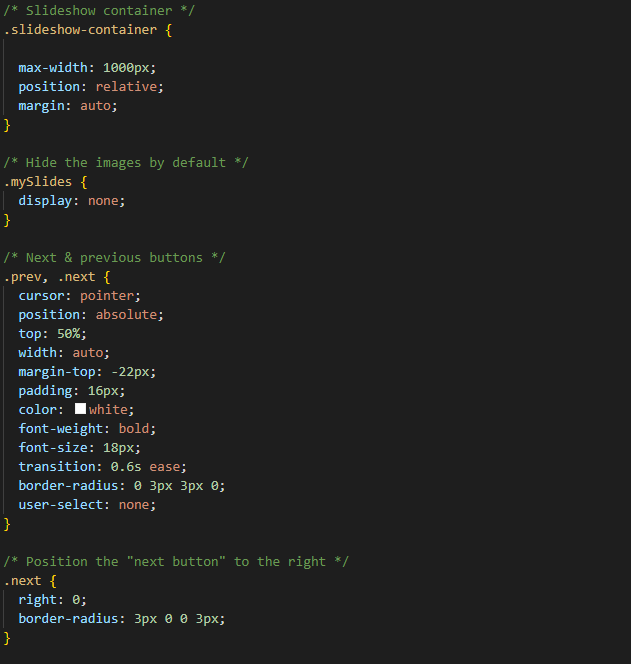 /* Slideshow container */
.slideshow-container {
max-width: 1000px;
position: relative;
margin: auto;
}
/* Hide the images by default */
.mySlides {
display: none;
}
/* Next & previous buttons */
.prev, .next {
cursor: pointer;
position: absolute;
top: 50%;
width: auto;
margin-top: -22px;
padding: 16px;
color: white;
font-weight: bold;
font-size: 18px;
transition: 0.6s ease;
border-radius: 0 3px 3px 0;
user-select: none;
}
/* Position the "next button" to the right */
.next {
right: 0;
border-radius: 3px 0 0 3px;
}